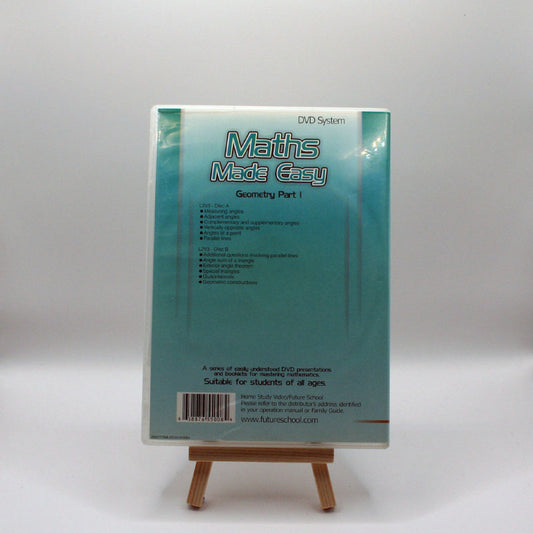 DVD System
Maths
Made Easy
Geometry Part 1
Disc A
Measuring angles
Adjacent angles
Complementary and supplementary angles
Vertically opposite angles
Angles at a point
Parallel lines
Disc B
Additional questions involving parallel lines
Angle sum of a triangle
Exterior angle theorem
Special triangles
Quadrilaterals
Geometric constructions
A series of easily understood DVD presentations
and booklets for mastering mathematics.
Suitable for students of all ages.
Home Study Video/Future School
Please refer to the distributor's address identified
in your operation manual or Family Guide.
www.futureschool.com